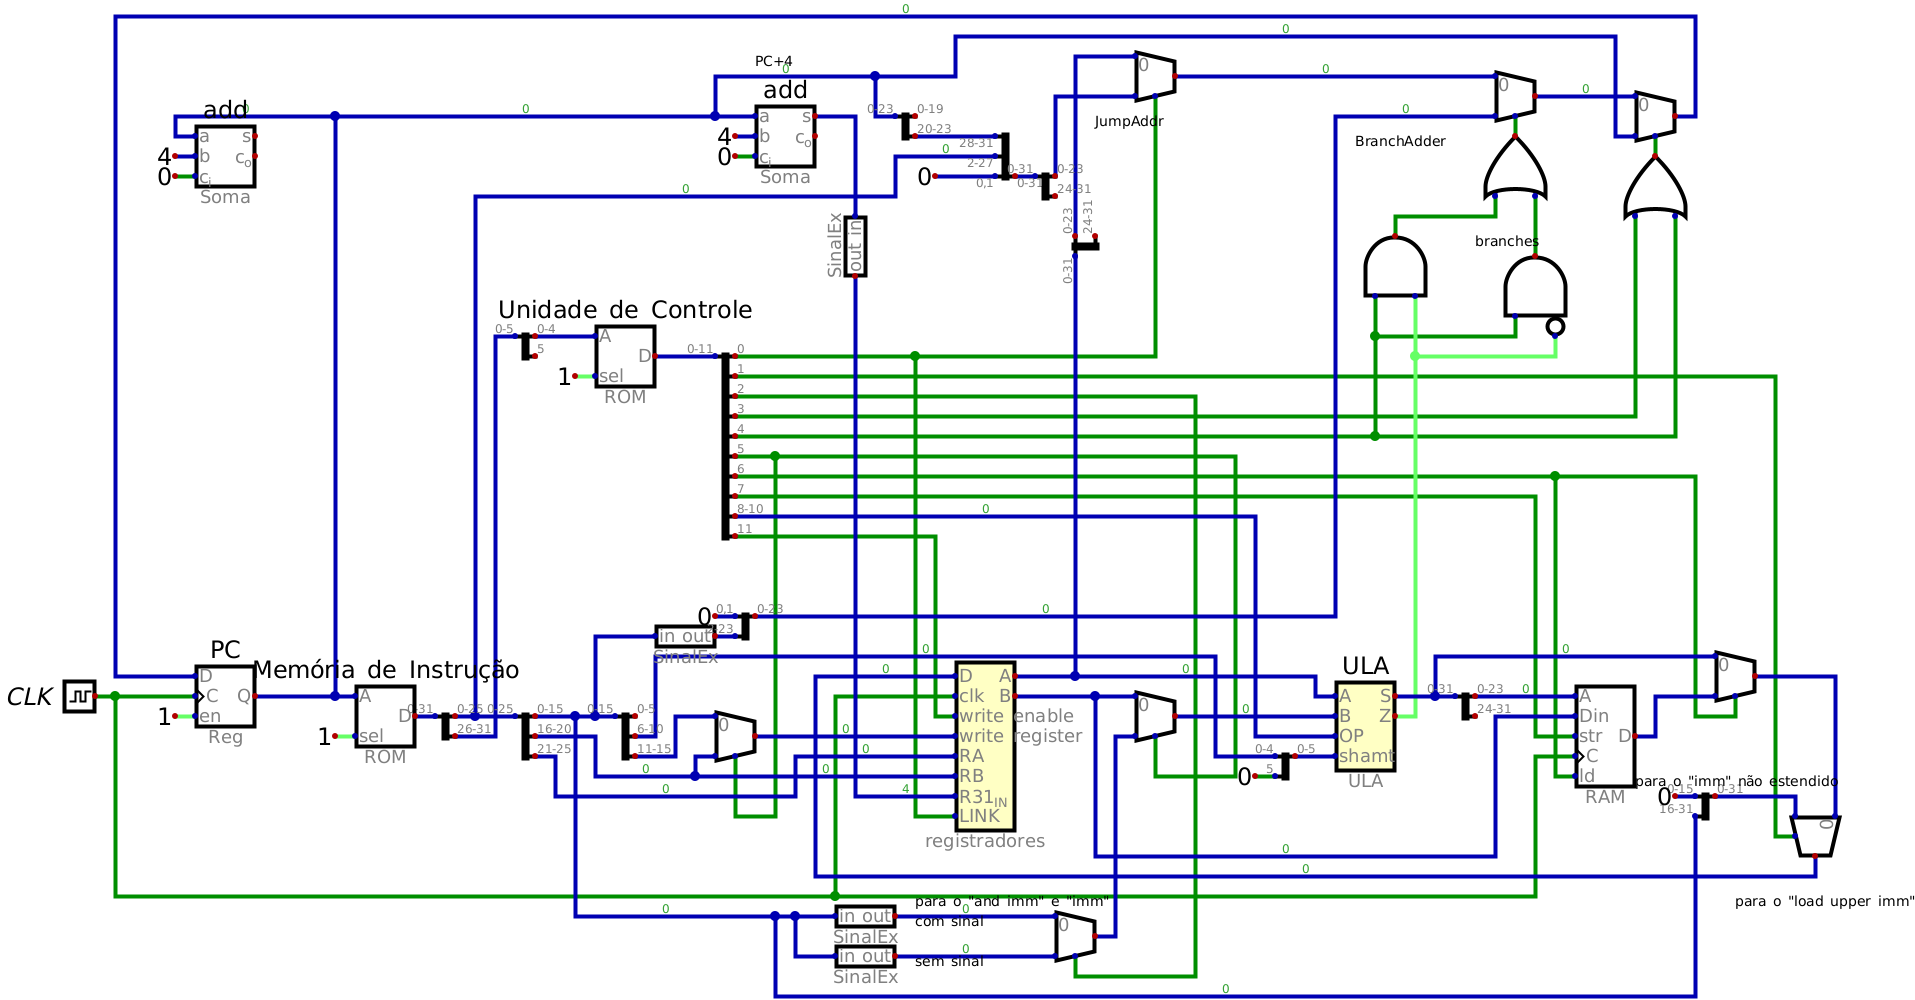 0
0
PC+4
0
add
add
0
0
0
0
0
0
a
s
b
c_o
c_i
4
0
Soma
a
s
b
c_o
c_i
4
0
Soma
0-23
0-19
20-23
28-31
2-27
0,1
0-31
0-31
0-23
24-31
0
0
0
0
0
JumpAddr
BranchAdder
branches
0-23
24-31
0-31
SinalEx
out in
Unidade de Controle
0-5
0-4
5
A
D
sel
1
ROM
0-11
0
1
2
3
4
5
6
7
8-10
11
0
0
0,1
2-23
0-23
0
in out
SinalEx
PC
Memória de Instrução
CLK
D
C
Q
en
1
Reg
A
D
sel
1
ROM
0-31
0-25
26-31
0-25
0-15
16-20
21-25
0-15
0-5
6-10
11-15
0
0
0
0
0
0
0
0
4
D
A
clk
B
write enable
write register
RA
RB
R31IN
LINK
registradores
0
0
0
ULA
A
S
B
Z
OP
shamt
ULA
0-4
5
0-5
0
0-31
0-23
24-31
0
0
A
Din
str
D
C
ld
RAM
0
para o "imm" não estendido
0
0-15
16-31
0-31
0
0
0
para o "load upper imm"
0
in out
SinalEx
para o "and imm" e "lmm"
com sinal
0
in out
SinalEx
0
sem sinal
0
0